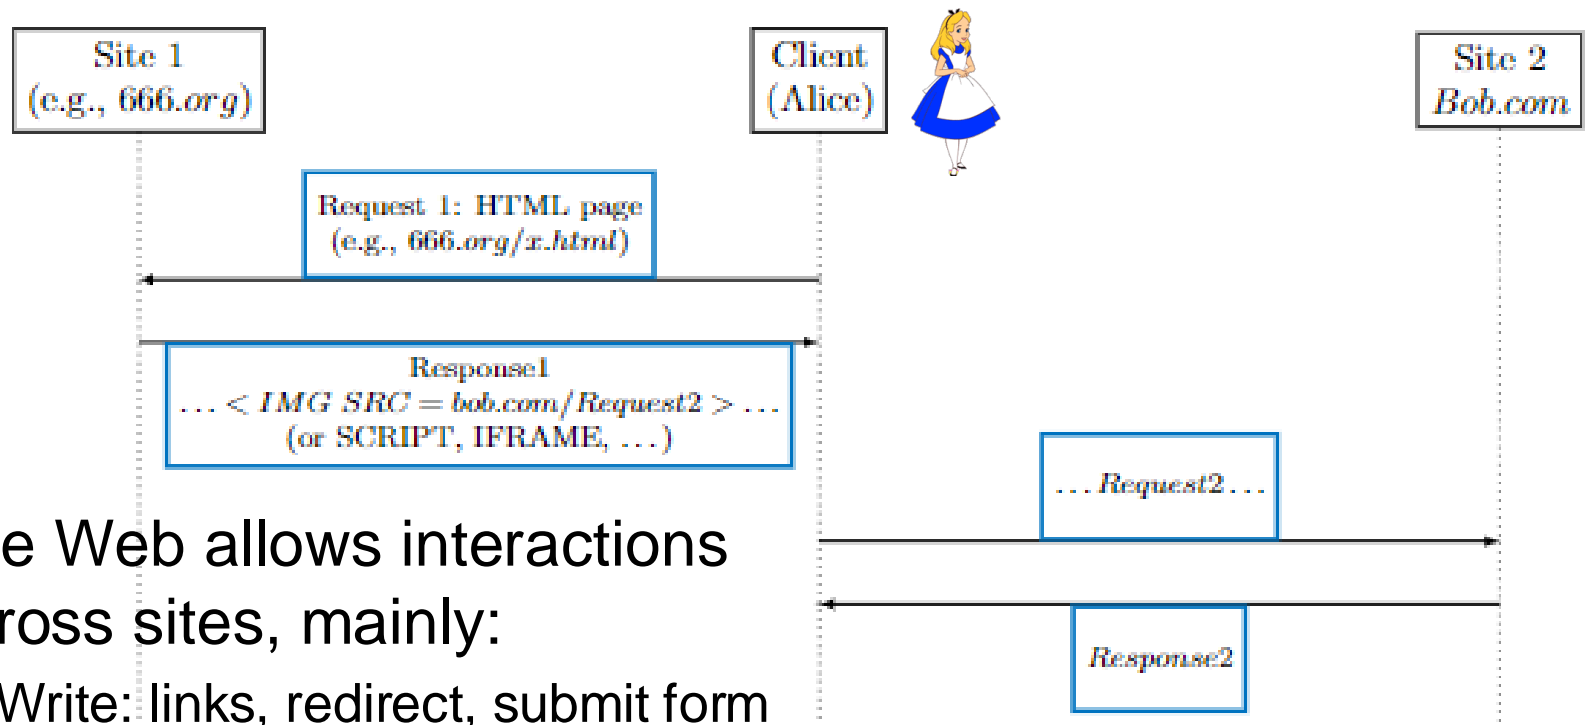 Site 1
(e.g., 666.org)
Client
(Alice)
Site 2
Bob.com
Request 1: HTML page
(e.g., 666.org/x.html)
Response1
... < IMG SRC = bob.com/Request2 > ...
(or SCRIPT, IFRAME, ...)
... Request2 ...
Response2
e Web allows interactions
ross sites, mainly:
Write: links, redirect, submit form